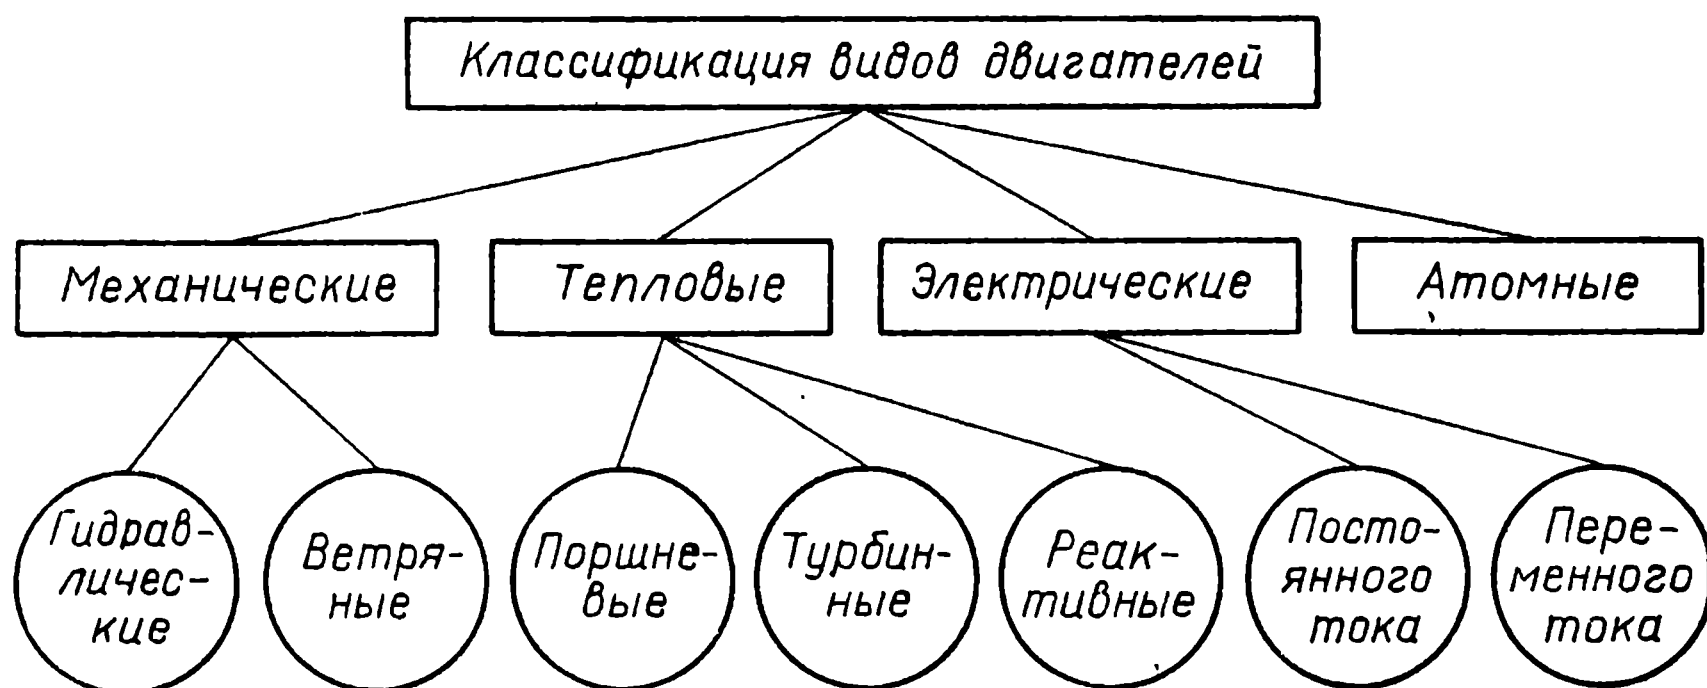 Классификация видов двигателей
Механические
Тепловые
Электрические
Атомные
Гидрав-
личес-
кие
Ветря-
ные
Поршне-
вые
Турбин-
ные
Реак-
тивные
Посто-
янного
тока
Пере-
менного
тока